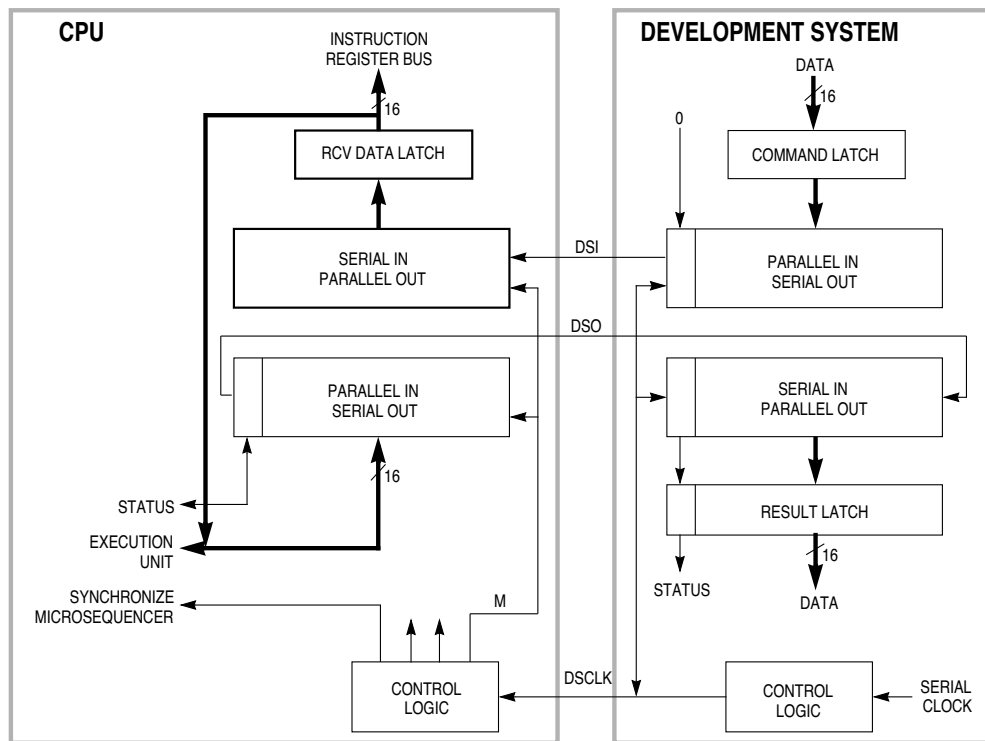 CPU
DEVELOPMENT SYSTEM
INSTRUCTION
REGISTER BUS
16
RCV DATA LATCH
SERIAL IN
PARALLEL OUT
DATA
16
0
COMMAND LATCH
PARALLEL IN
SERIAL OUT
DSI
DSO
PARALLEL IN
SERIAL OUT
16
STATUS
EXECUTION
UNIT
SYNCHRONIZE
MICROSEQUENCER
M
CONTROL
LOGIC
SERIAL IN
PARALLEL OUT
RESULT LATCH
16
STATUS
DATA
DSCLK
CONTROL
LOGIC
SERIAL
CLOCK